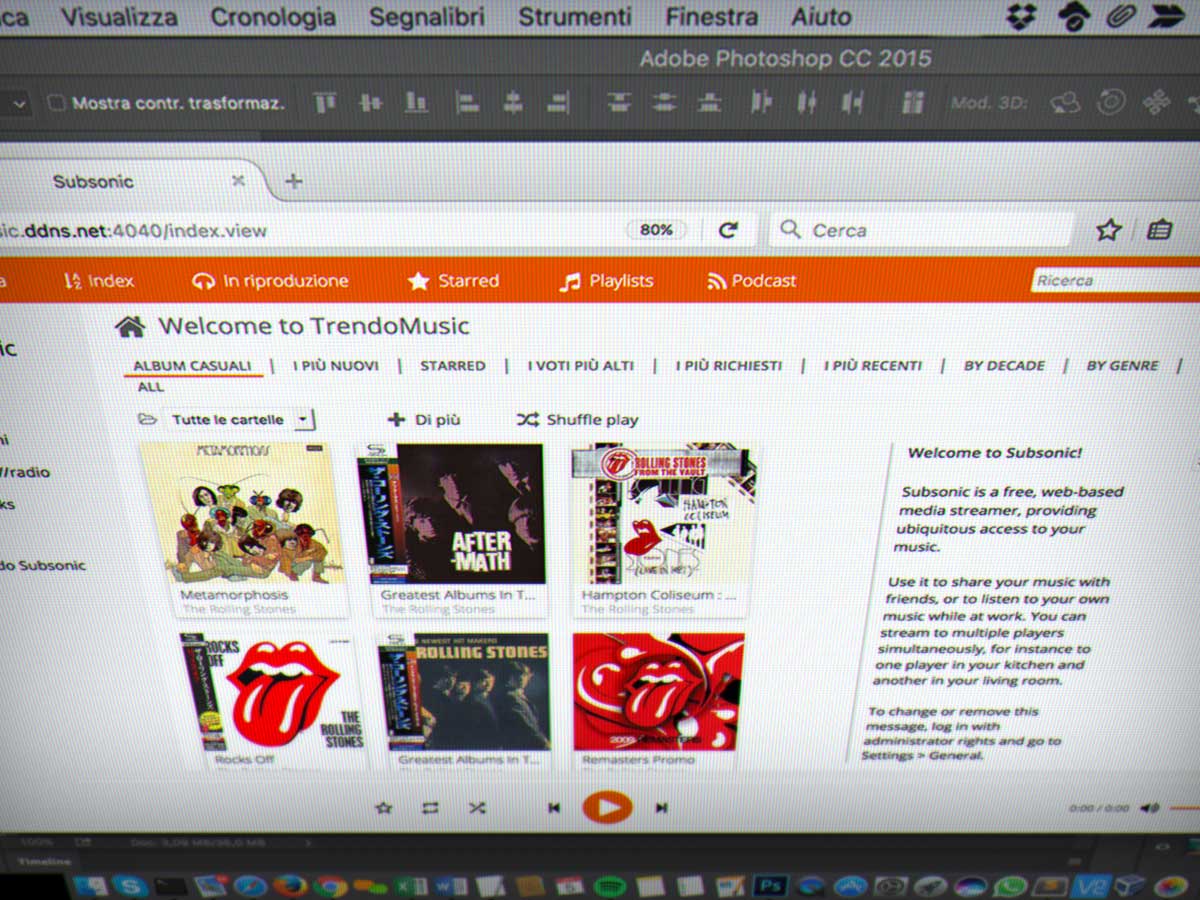 ca Visualizza Cronologia Segnalibri Strumenti Finestra Aiuto
Adobe Photoshop CC 2015
Mostra contr. trasformaz. Mod. 3D:
Subsonic
sic.ddns.net:4040/index.view 80% Cerca
a Index In riproduzione Starred Playlists Podcast Ricerca
Welcome to TrendoMusic
ic
ALBUM CASUALI | I PIÙ NUOVI | STARRED | I VOTI PIÙ ALTI | I PIÙ RICHIESTI | I PIÙ RECENTI | BY DECADE | BY GENRE |
ALL
Tutte le cartelle Di più Shuffle play
ni
//radio
ks
do Subsonic
METAMORPHOSIS
AFTER
-MATH
ROLLING STONES
FROM THE VAULT
HAMPTON
COLISEUM
(LIVE IN 1981)
Metamorphosis
The Rolling Stones
Greatest Albums In T...
The Rolling Stones
Hampton Coliseum : ...
The Rolling Stones
ROCKS
OFF
THE
ROLLING
STONES
NEWEST HIT MAKERS
ROLLING STONES
2009 REMASTERS
Rocks Off
Greatest Albums In T...
Remasters Promo
Welcome to Subsonic!
Subsonic is a free, web-based
media streamer, providing
ubiquitous access to your
music.
Use it to share your music with
friends, or to listen to your own
music while at work. You can
stream to multiple players
simultaneously, for instance to
one player in your kitchen and
another in your living room.
To change or remove this
message, log in with
administrator rights and go to
Settings > General.
0:00 / 0:00
100%
Timeline
Ps